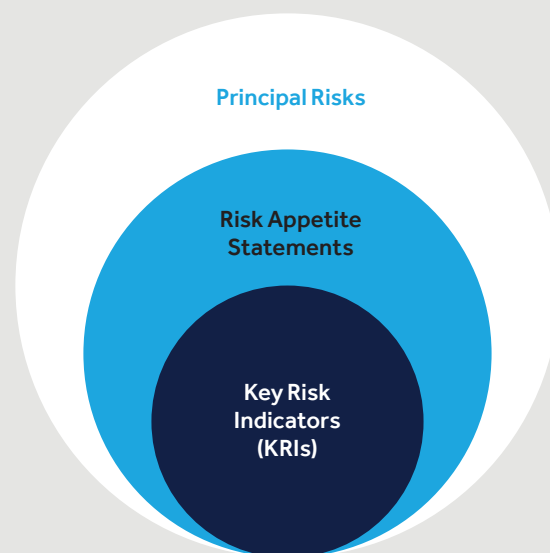 Principal Risks
Risk Appetite
Statements
Key Risk
Indicators
(KRIs)